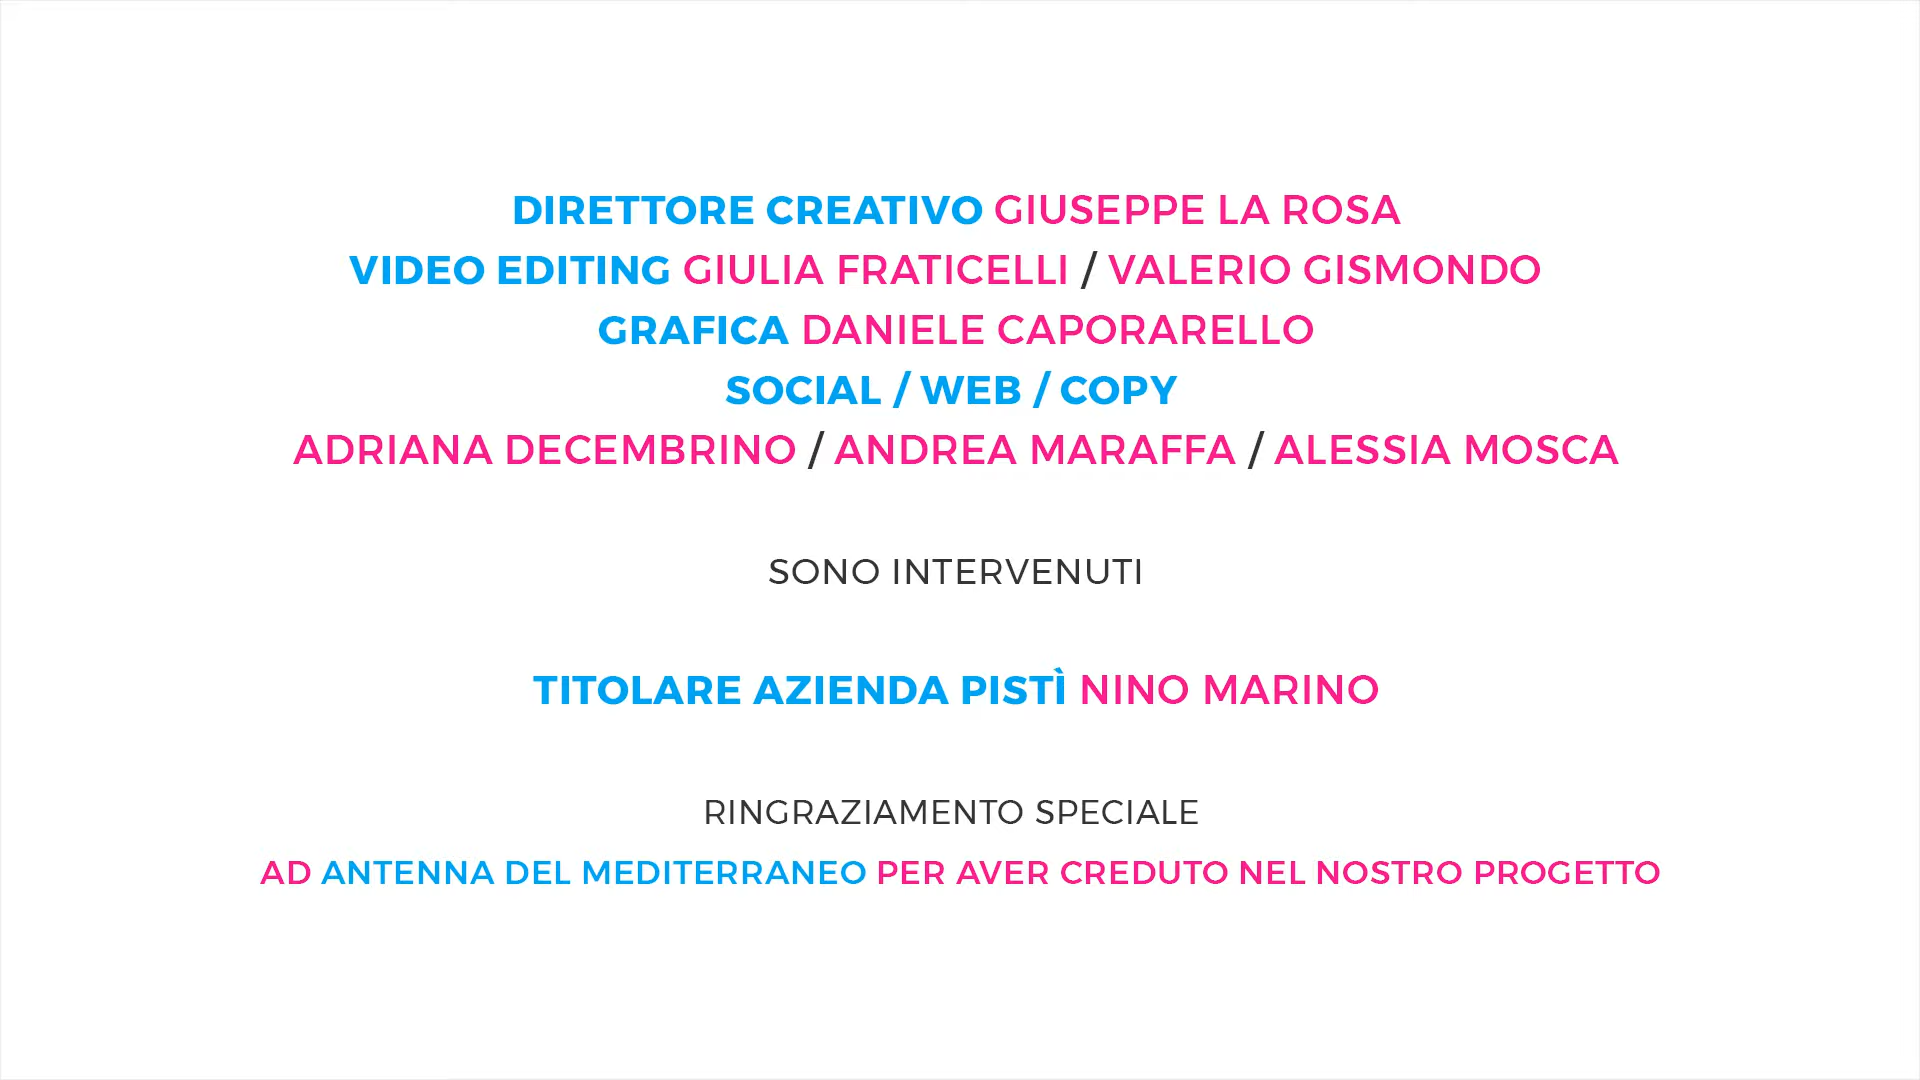 DIRETTORE CREATIVO GIUSEPPE LA ROSA
VIDEO EDITING GIULIA FRATICELLI / VALERIO GISMONDO
GRAFICA DANIELE CAPORARELLO
SOCIAL / WEB / COPY
ADRIANA DECEMBRINO / ANDREA MARAFFA / ALESSIA MOSCA
SONO INTERVENUTI
TITOLARE AZIENDA PISTÌ NINO MARINO
RINGRAZIAMENTO SPECIALE
AD ANTENNA DEL MEDITERRANEO PER AVER CREDUTO NEL NOSTRO PROGETTO